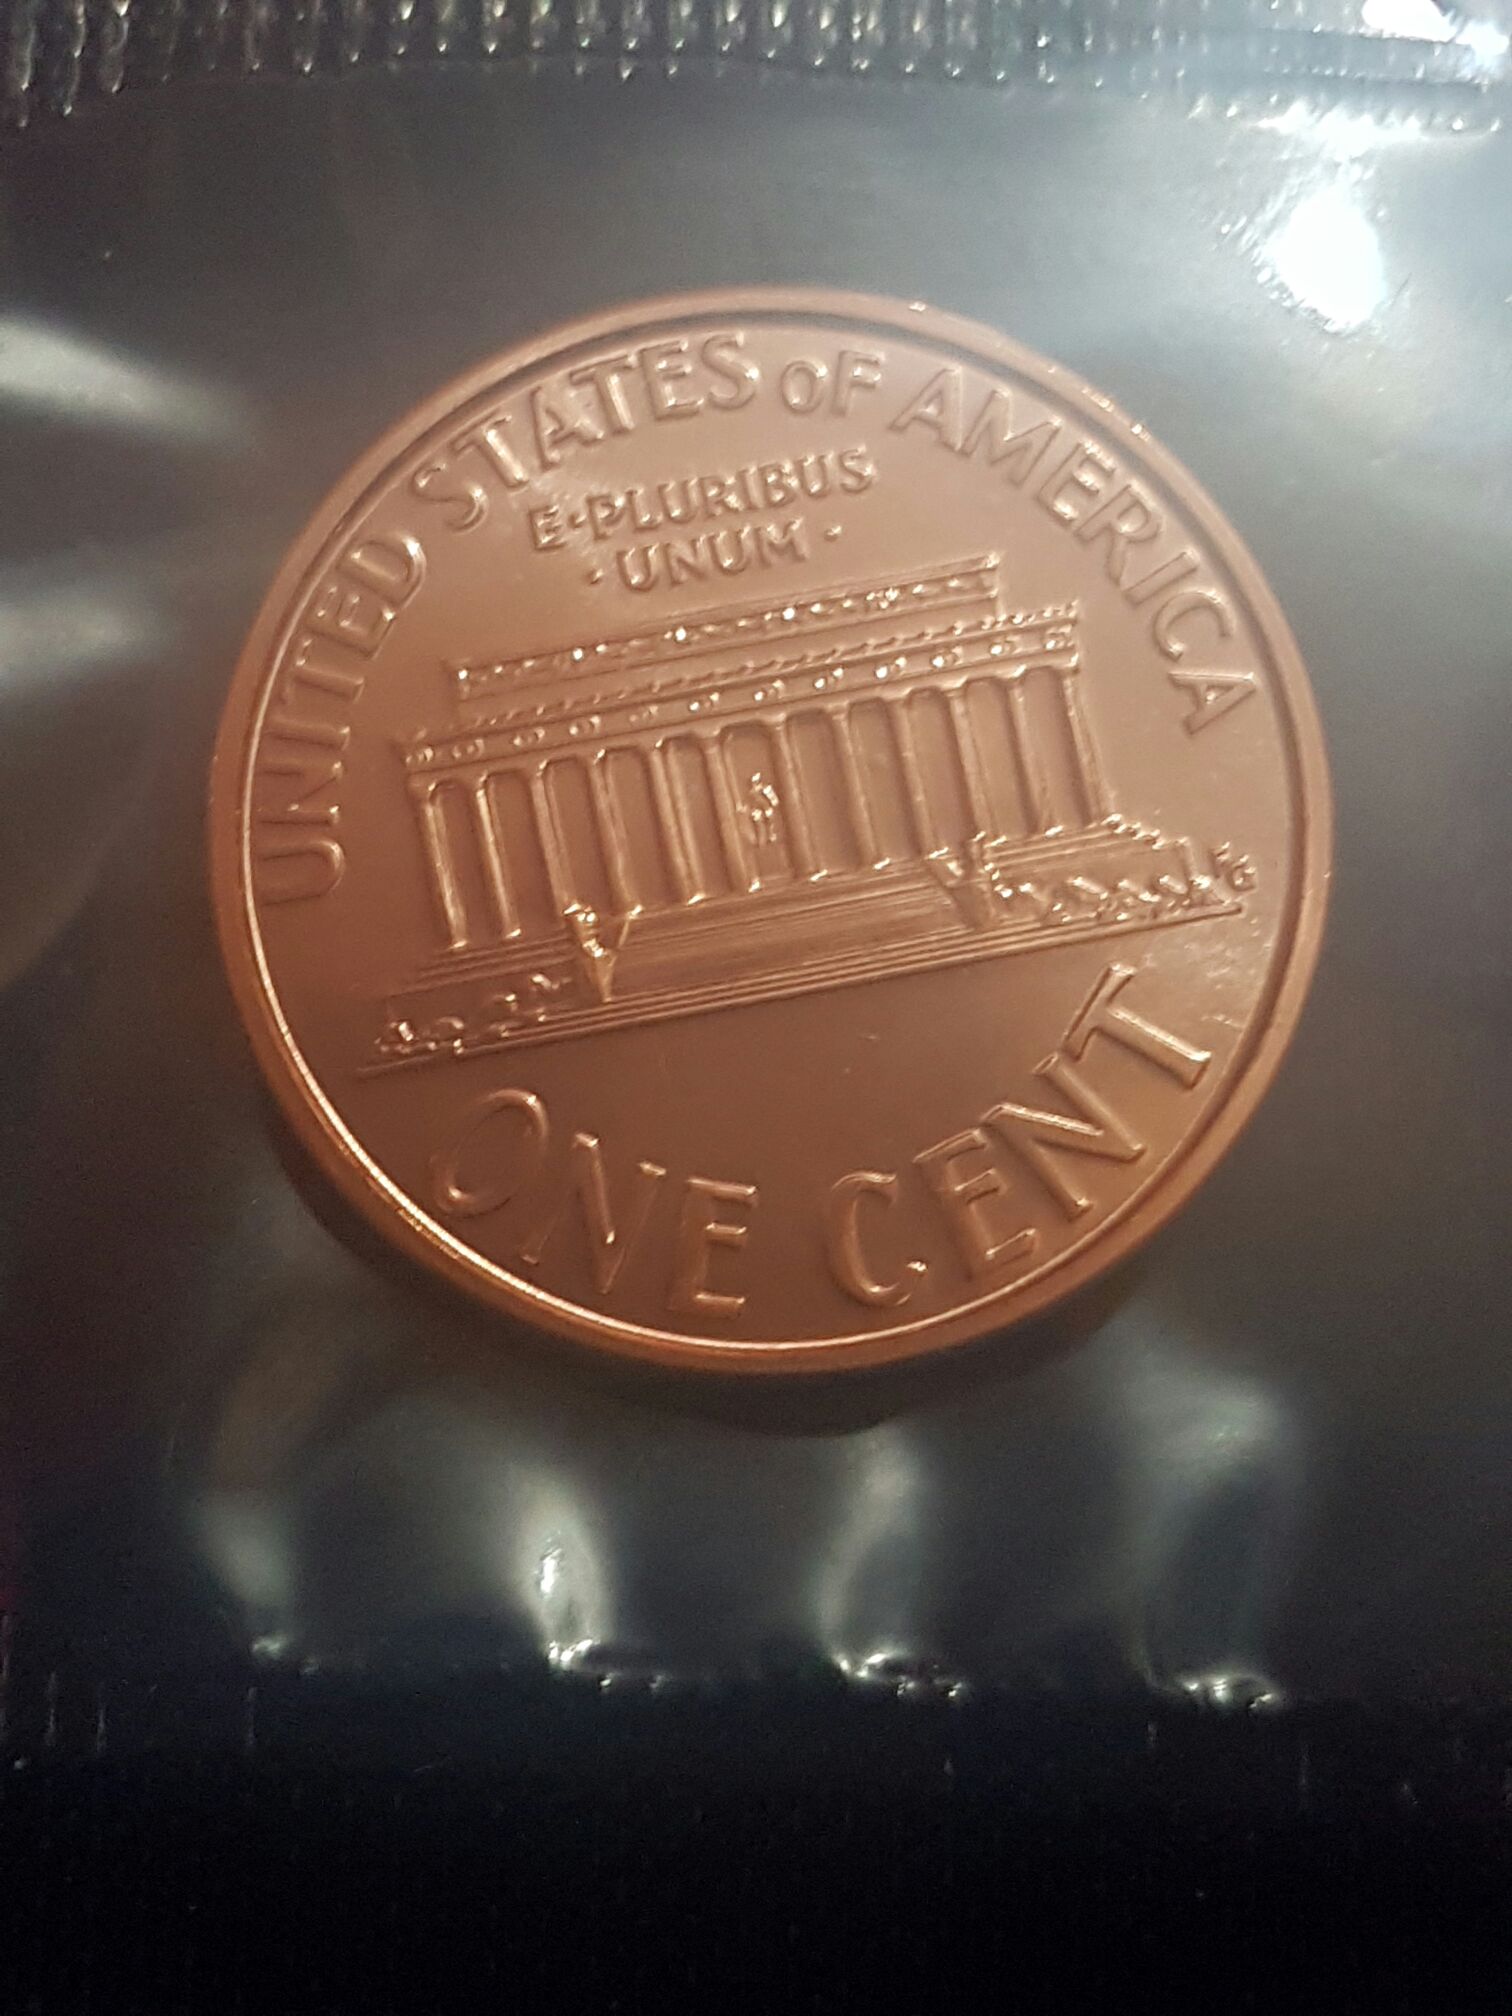 UNITED STATES OF AMERICA
E·PLURIBUS
·UNUM·
FG
ONE CENT